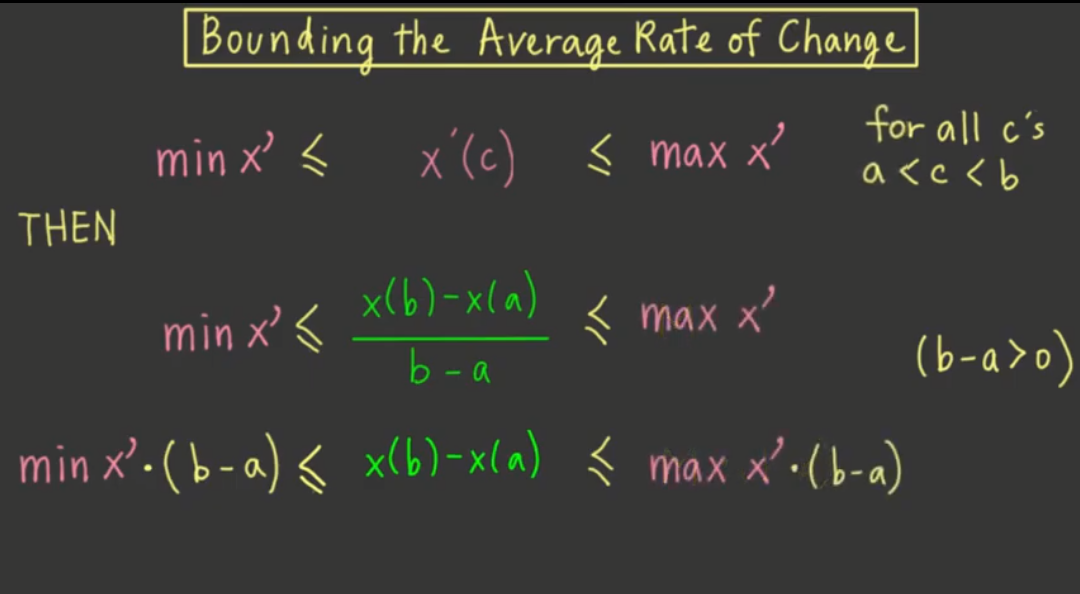 Bounding the Average Rate of Change
min x' ≤ x'(c) ≤ max x' for all c's
a < c < b
THEN
min x' ≤ x(b)-x(a) / b-a ≤ max x'
(b-a>0)
min x'·(b-a) ≤ x(b)-x(a) ≤ max x'·(b-a)